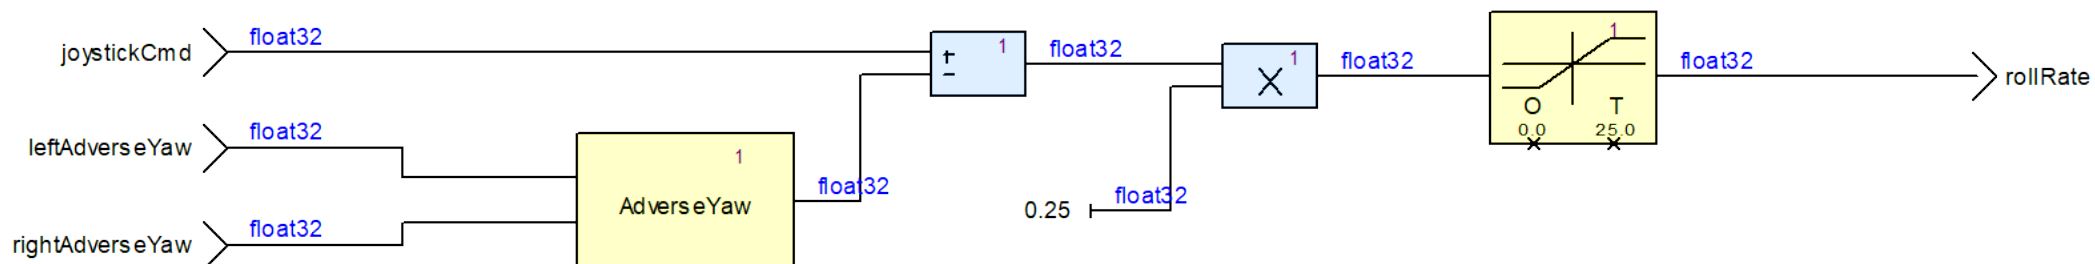 joystickCmd
float32
+
−
1
float32
1
float32
1
O
T
0.0
25.0
float32
rollRate
leftAdverseYaw
float32
1
AdverseYaw
float32
0.25
float32
rightAdverseYaw
float32